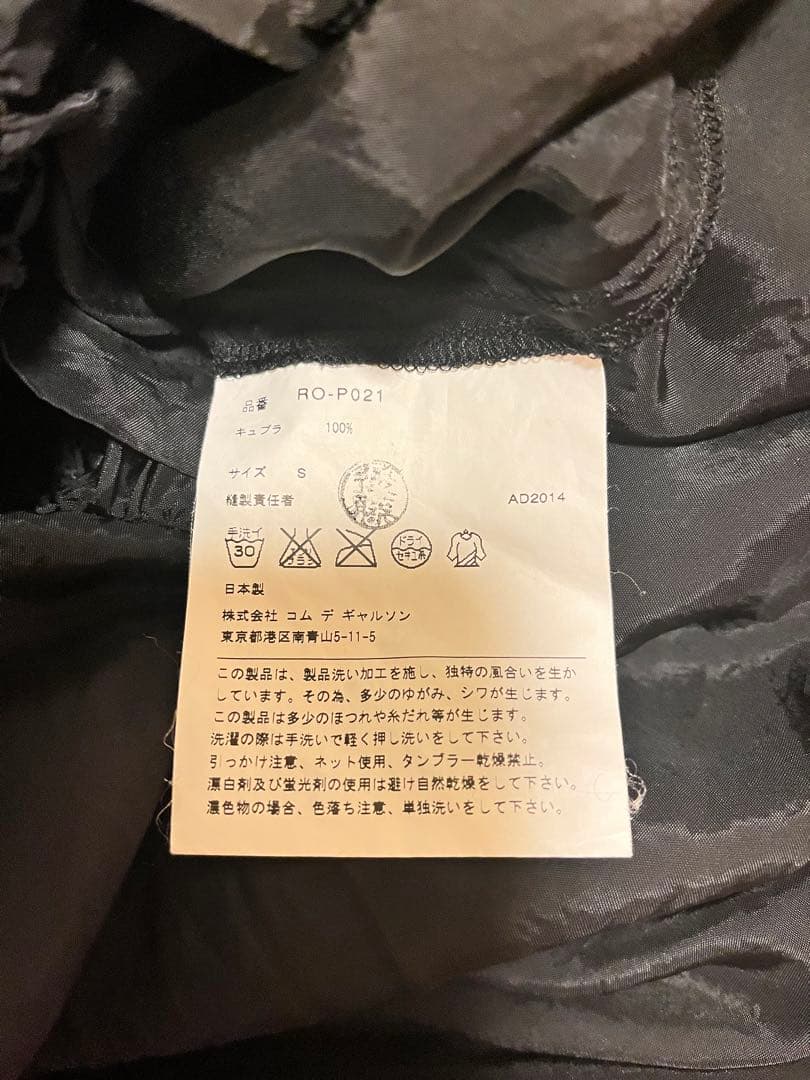 品番 RO-P021
キュプラ 100%
サイズ S
縫製責任者
AD2014
手洗イ
30
エンソサラシ
ドライ
セキユ系
日本製
株式会社 コム デ ギャルソン
東京都港区南青山5-11-5
この製品は、製品洗い加工を施し、独特の風合いを生か
しています。その為、多少のゆがみ、シワが生じます。
この製品は多少のほつれや糸だれ等が生じます。
洗濯の際は手洗いで軽く押し洗いをして下さい。
引っかけ注意、ネット使用、タンブラー乾燥禁止。
漂白剤及び蛍光剤の使用は避け自然乾燥をして下さい。
濃色物の場合、色落ち注意、単独洗いをして下さい。